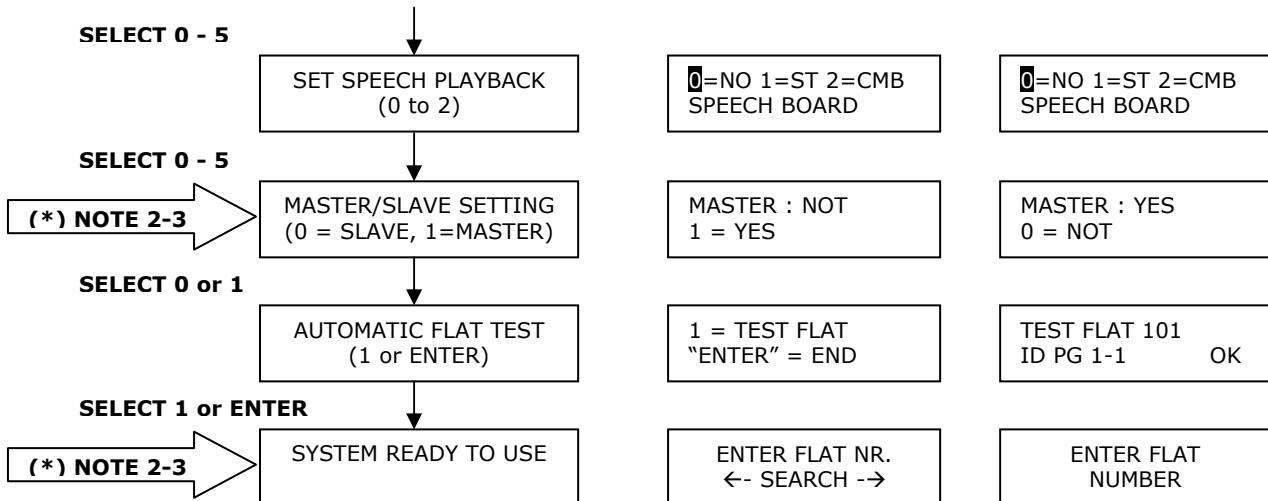 SELECT 0 - 5
SET SPEECH PLAYBACK
(0 to 2)
0=NO 1=ST 2=CMB
SPEECH BOARD
0=NO 1=ST 2=CMB
SPEECH BOARD
SELECT 0 - 5
(*) NOTE 2-3
MASTER/SLAVE SETTING
(0 = SLAVE, 1=MASTER)
MASTER : NOT
1 = YES
MASTER : YES
0 = NOT
SELECT 0 or 1
AUTOMATIC FLAT TEST
(1 or ENTER)
1 = TEST FLAT
“ENTER” = END
TEST FLAT 101
ID PG 1-1 OK
SELECT 1 or ENTER
(*) NOTE 2-3
SYSTEM READY TO USE
ENTER FLAT NR.
←- SEARCH -→
ENTER FLAT
NUMBER